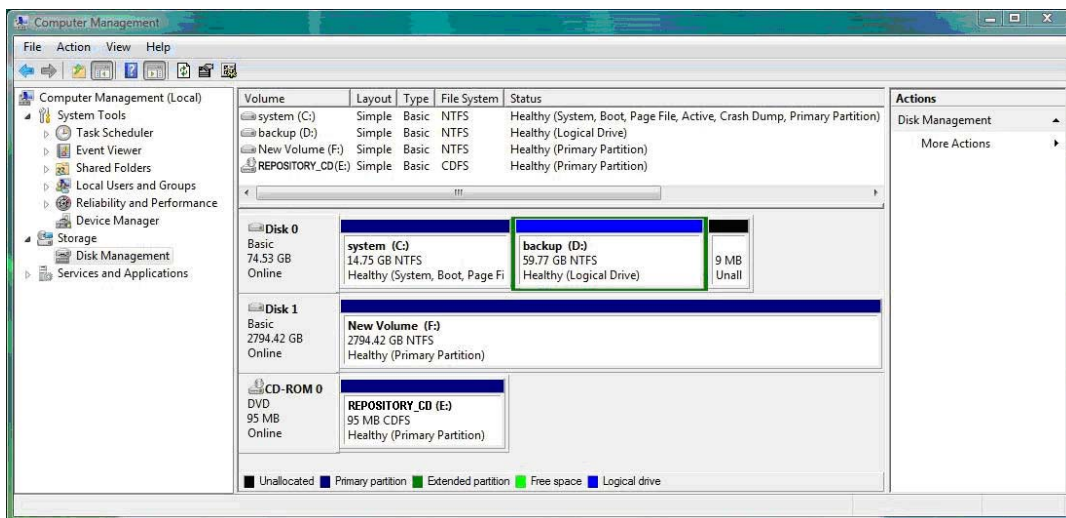 Computer Management
File Action View Help
Computer Management (Local)
System Tools
Task Scheduler
Event Viewer
Shared Folders
Local Users and Groups
Reliability and Performance
Device Manager
Storage
Disk Management
Services and Applications
Volume Layout Type File System Status
system (C:) Simple Basic NTFS Healthy (System, Boot, Page File, Active, Crash Dump, Primary Partition)
backup (D:) Simple Basic NTFS Healthy (Logical Drive)
New Volume (F:) Simple Basic NTFS Healthy (Primary Partition)
REPOSITORY_CD(E:) Simple Basic CDFS Healthy (Primary Partition)
Disk 0
Basic
74.53 GB
Online
system (C:)
14.75 GB NTFS
Healthy (System, Boot, Page Fi
backup (D:)
59.77 GB NTFS
Healthy (Logical Drive)
9 MB
Unall
Disk 1
Basic
2794.42 GB
Online
New Volume (F:)
2794.42 GB NTFS
Healthy (Primary Partition)
CD-ROM 0
DVD
95 MB
Online
REPOSITORY_CD (E:)
95 MB CDFS
Healthy (Primary Partition)
Unallocated Primary partition Extended partition Free space Logical drive
Actions
Disk Management
More Actions